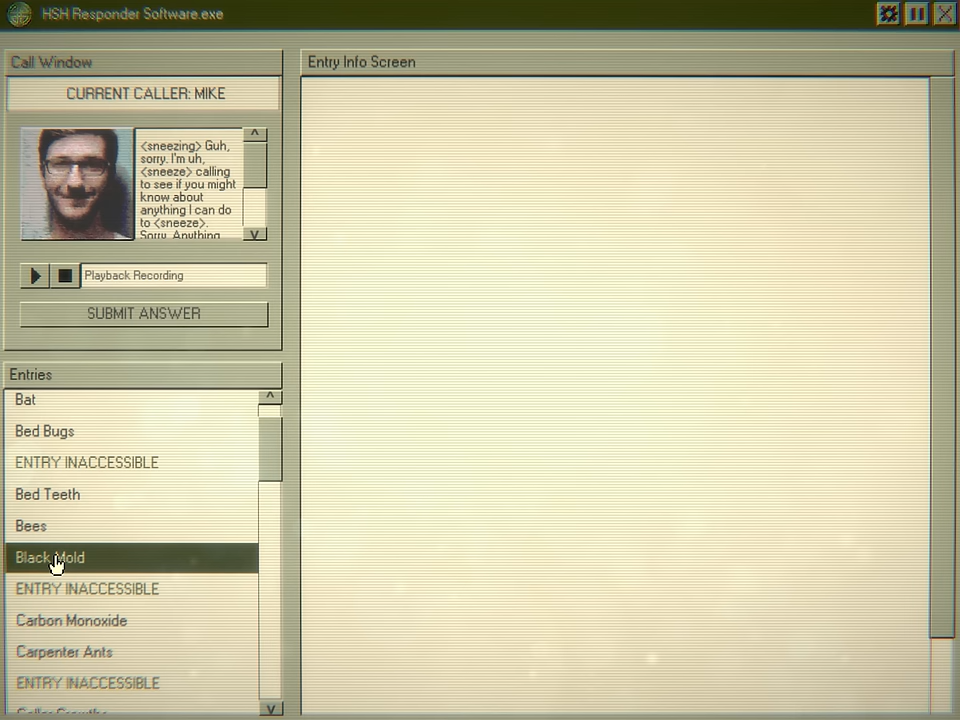 HSH Responder Software.exe
Call Window
CURRENT CALLER: MIKE
<sneezing> Guh,
sorry. I'm uh,
<sneeze> calling
to see if you might
know about
anything I can do
to <sneeze>.
Sorry. Anything
Playback Recording
SUBMIT ANSWER
Entries
Bat
Bed Bugs
ENTRY INACCESSIBLE
Bed Teeth
Bees
Black Mold
ENTRY INACCESSIBLE
Carbon Monoxide
Carpenter Ants
ENTRY INACCESSIBLE
Entry Info Screen